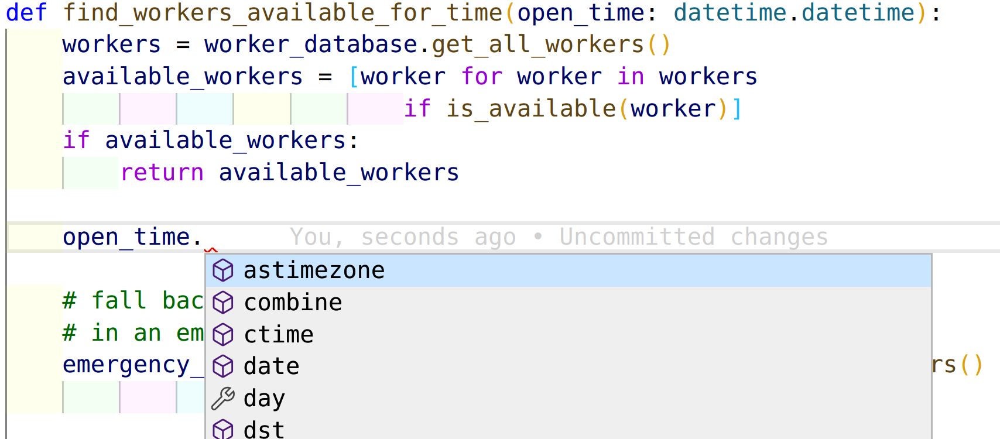 def find_workers_available_for_time(open_time: datetime.datetime):
workers = worker_database.get_all_workers()
available_workers = [worker for worker in workers
if is_available(worker)]
if available_workers:
return available_workers
open_time. You, seconds ago • Uncommitted changes
astimezone
combine
# fall bac
ctime
# in an em
date
emergency_ rs()
day
dst